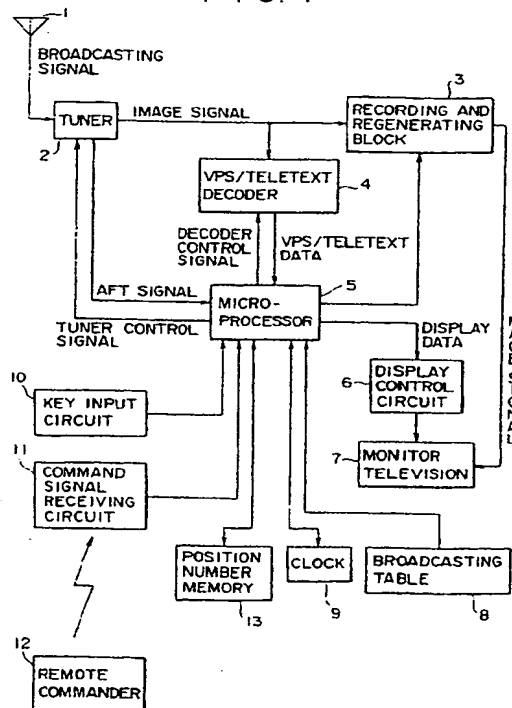 1
BROADCASTING
SIGNAL
TUNER
2
IMAGE SIGNAL
3
RECORDING AND
REGENERATING
BLOCK
VPS/TELETEXT
DECODER
4
DECODER
CONTROL
SIGNAL
VPS/TELETEXT
DATA
AFT SIGNAL
TUNER CONTROL
SIGNAL
5
MICRO-
PROCESSOR
DISPLAY
DATA
6
DISPLAY
CONTROL
CIRCUIT
7
MONITOR
TELEVISION
10
KEY INPUT
CIRCUIT
11
COMMAND
SIGNAL
RECEIVING
CIRCUIT
POSITION
NUMBER
MEMORY
13
CLOCK
9
BROADCASTING
TABLE
8
12
REMOTE
COMMANDER